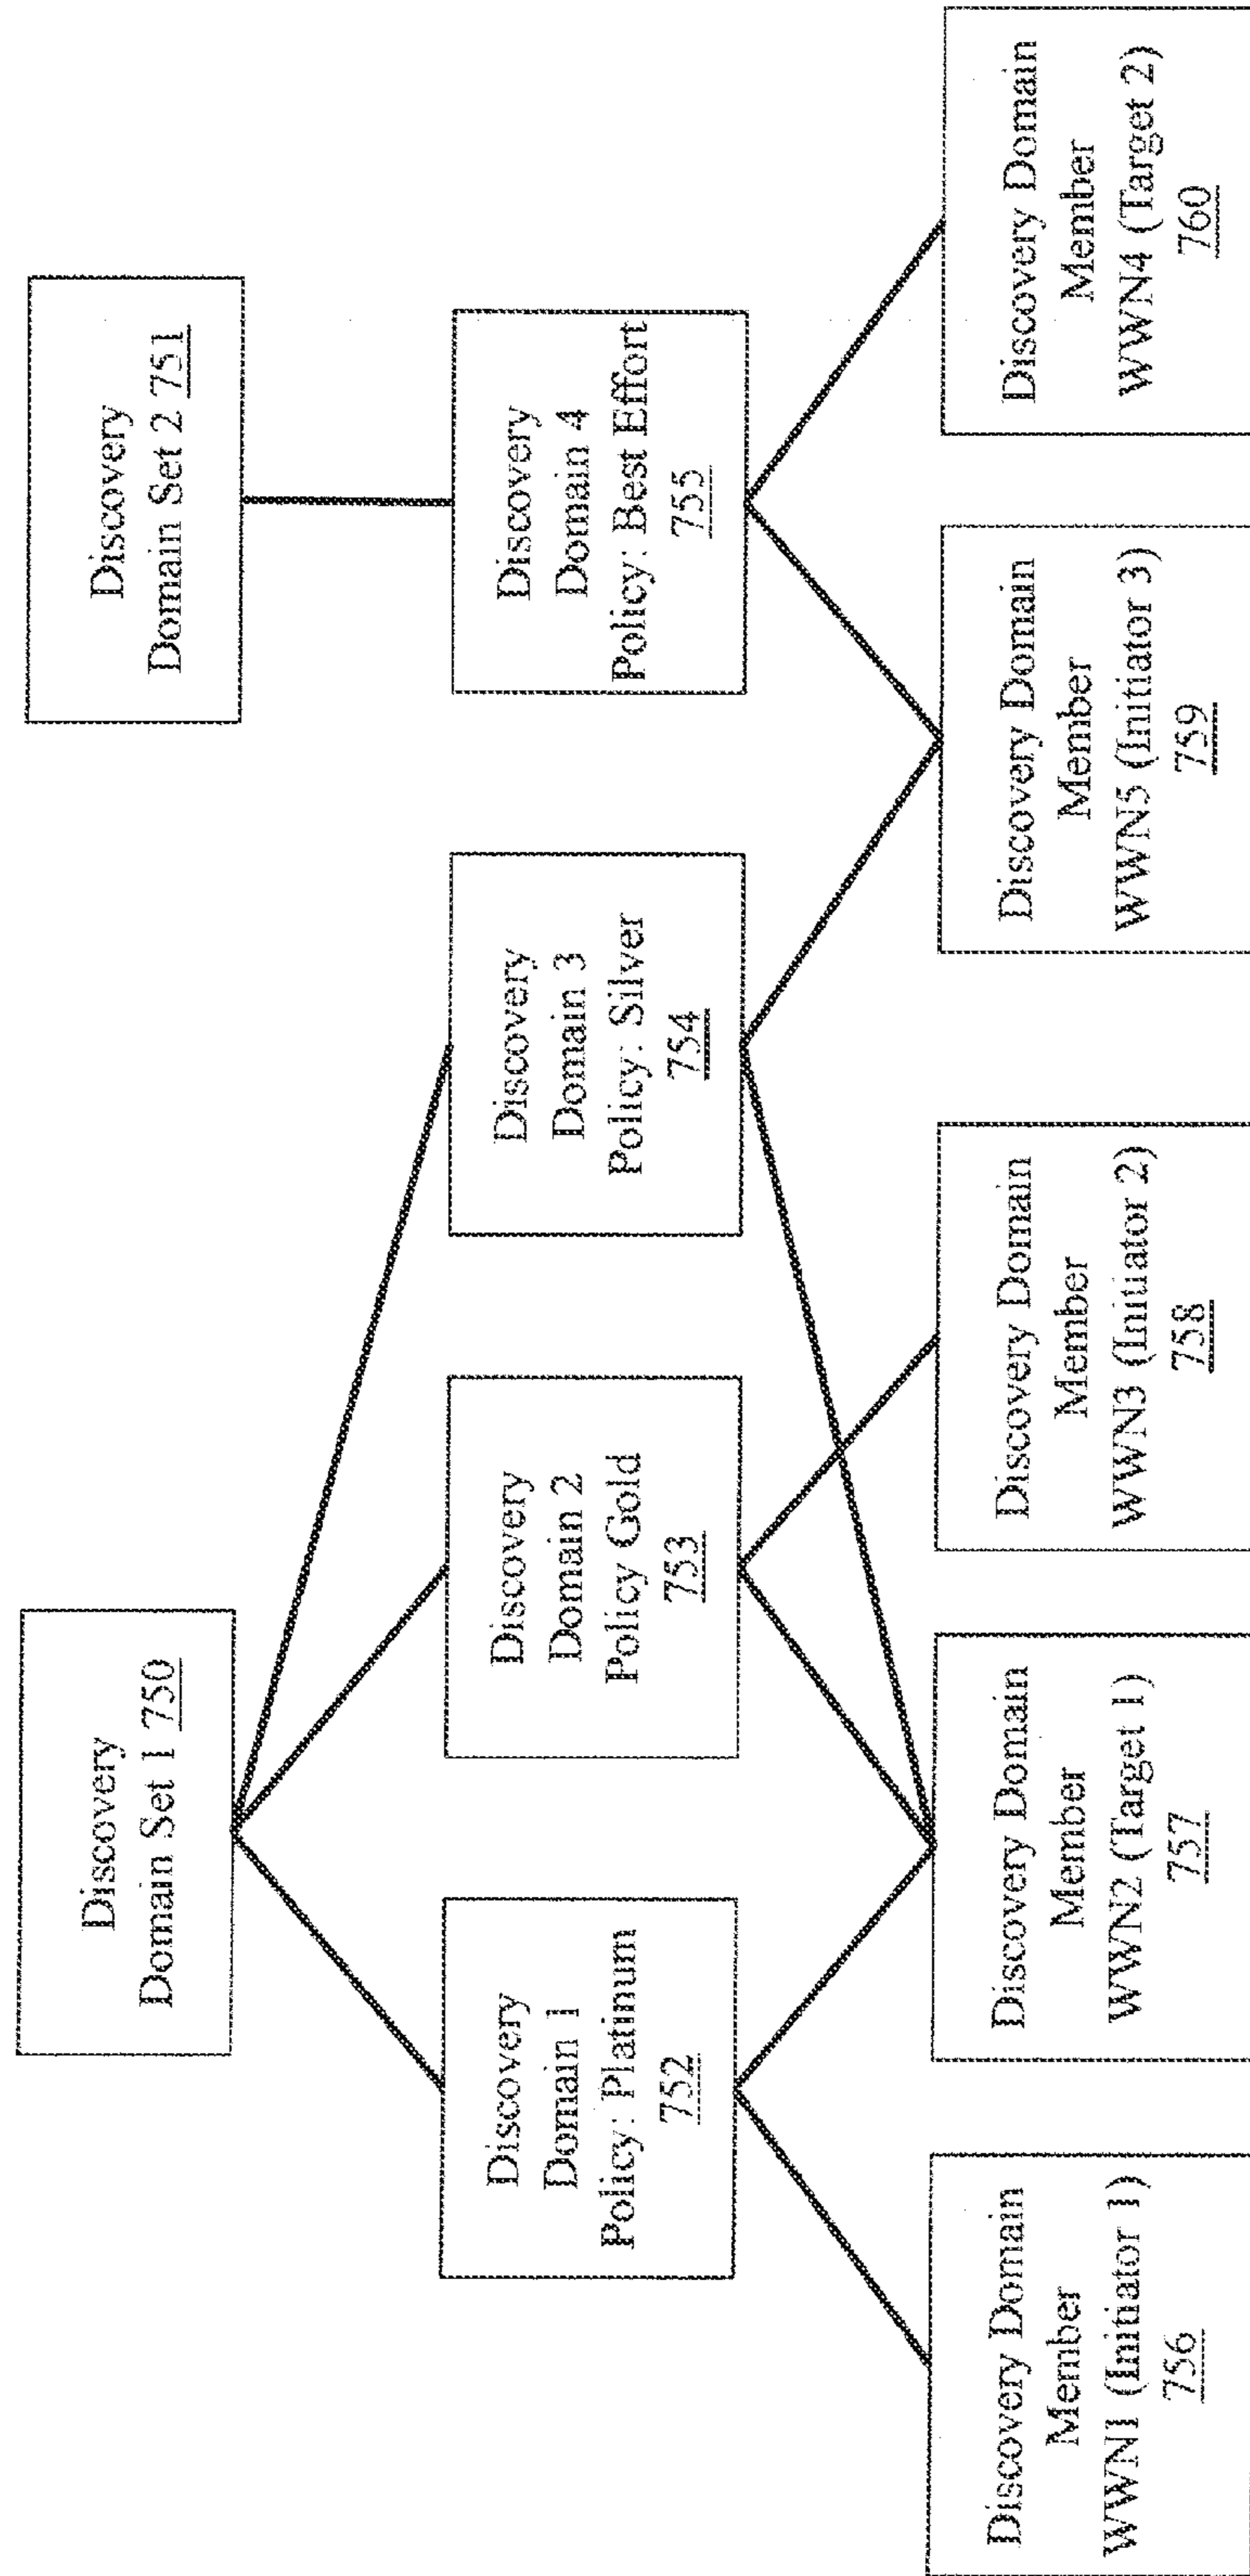 Discovery
Domain Set 1 750
Discovery
Domain Set 2 751
Discovery
Domain 1
Policy: Platinum
752
Discovery
Domain 2
Policy Gold
753
Discovery
Domain 3
Policy: Silver
754
Discovery
Domain 4
Policy: Best Effort
755
Discovery Domain
Member
WWN1 (Initiator 1)
756
Discovery Domain
Member
WWN2 (Target 1)
757
Discovery Domain
Member
WWN3 (Initiator 2)
758
Discovery Domain
Member
WWN5 (Initiator 3)
759
Discovery Domain
Member
WWN4 (Target 2)
760